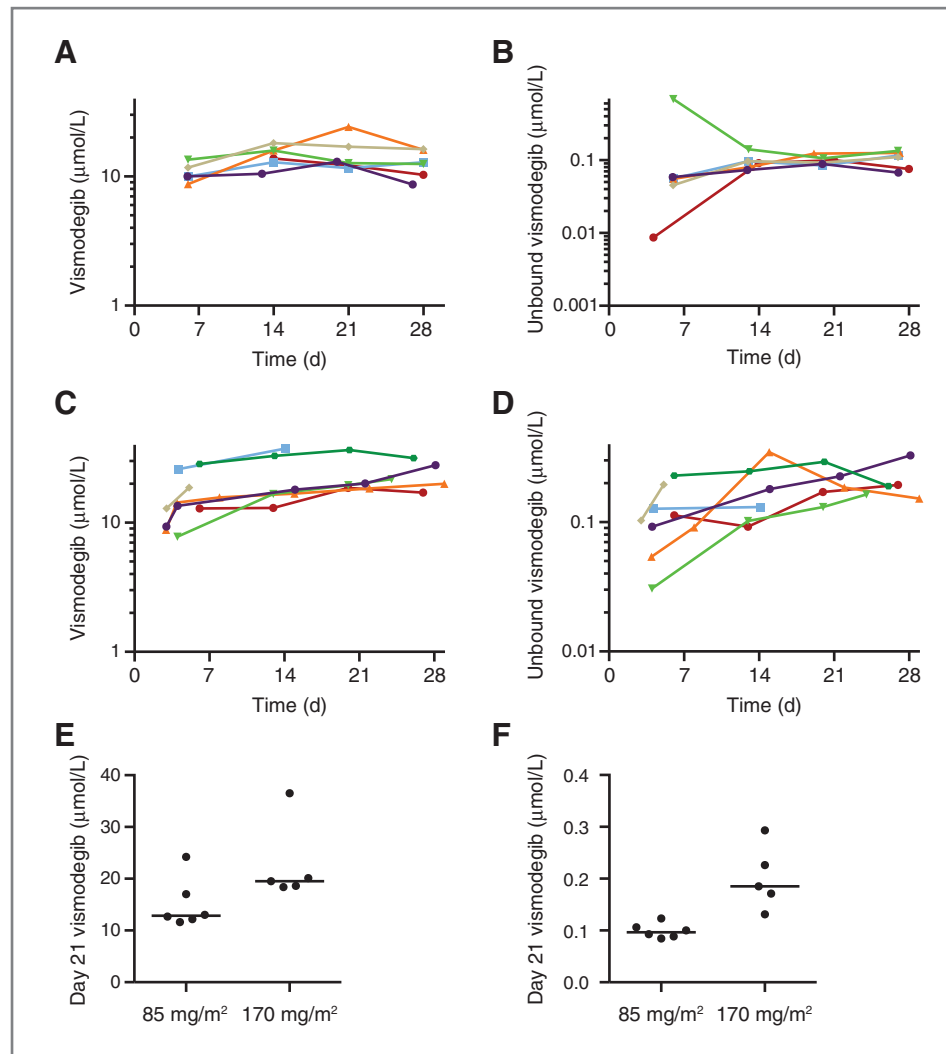 A
Vismodegib (μmol/L)
10
1
0 7 14 21 28
Time (d)
B
Unbound vismodegib (μmol/L)
0.1
0.01
0.001
0 7 14 21 28
Time (d)
C
Vismodegib (μmol/L)
10
1
0 7 14 21 28
Time (d)
D
Unbound vismodegib (μmol/L)
0.1
0.01
0 7 14 21 28
Time (d)
E
Day 21 vismodegib (μmol/L)
40
30
20
10
0
85 mg/m² 170 mg/m²
F
Day 21 vismodegib (μmol/L)
0.4
0.3
0.2
0.1
0.0
85 mg/m² 170 mg/m²